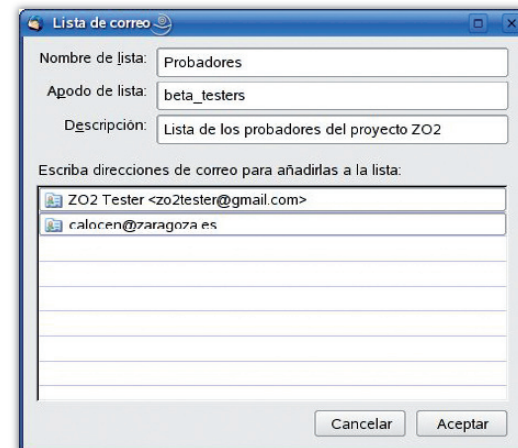 Lista de correo
Nombre de lista: Probadores
Apodo de lista: beta_testers
Descripción: Lista de los probadores del proyecto ZO2
Escriba direcciones de correo para añadirlas a la lista:
ZO2 Tester <zo2tester@gmail.com>
calocen@zaragoza.es
Cancelar Aceptar